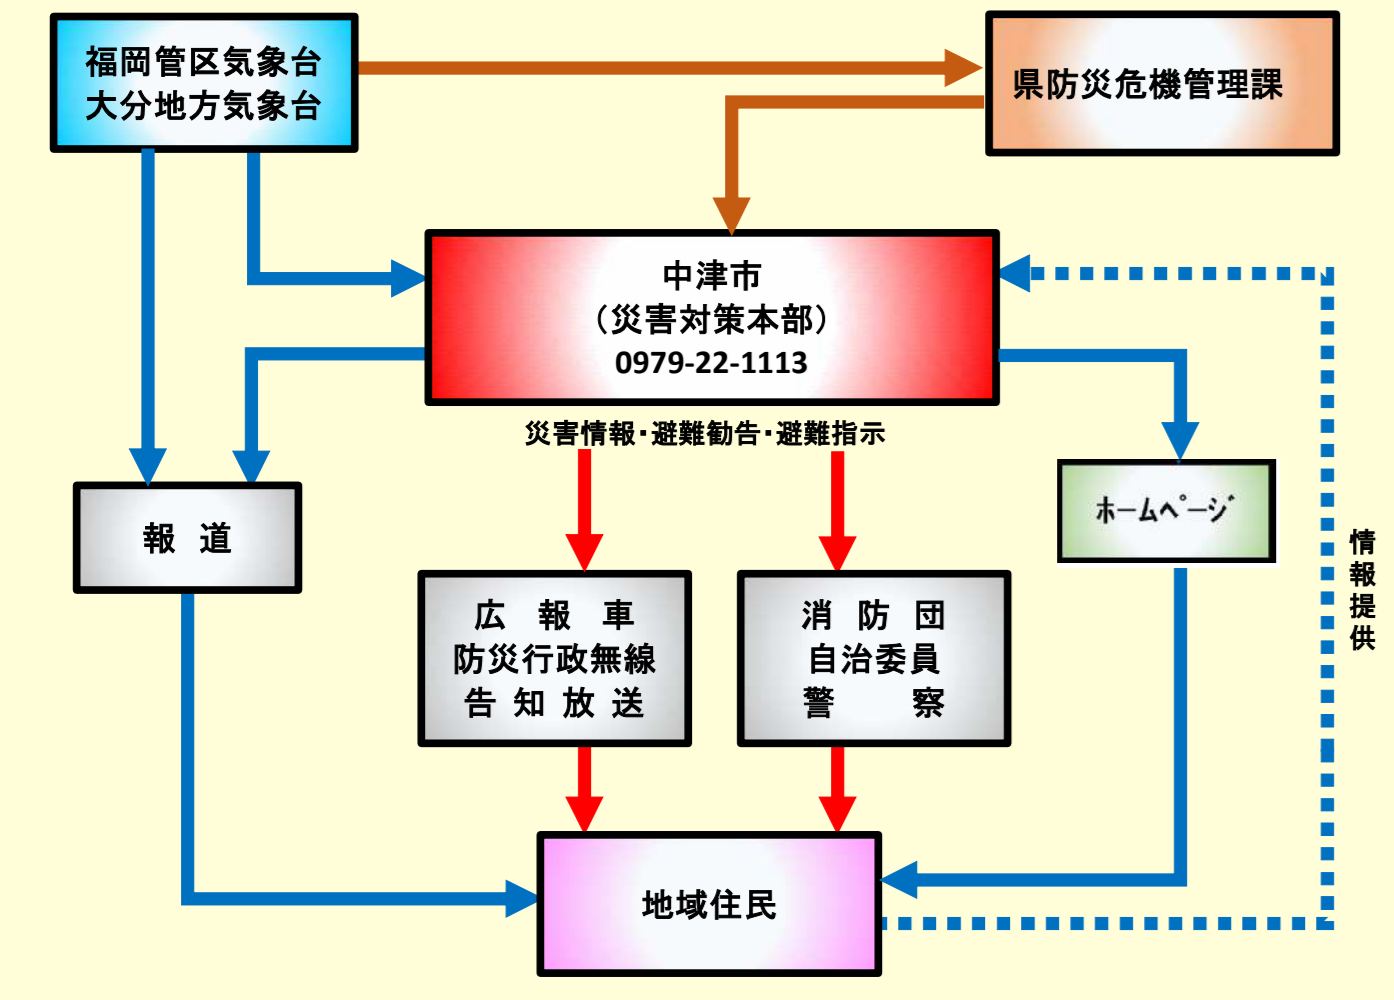 福岡管区気象台
大分地方気象台
県防災危機管理課
中津市
（災害対策本部）
0979-22-1113
災害情報・避難勧告・避難指示
報　道
ﾎｰﾑﾍﾟｰｼﾞ
情報提供
広　報　車
防災行政無線
告 知 放 送
消　防　団
自治委員
警　　察
地域住民